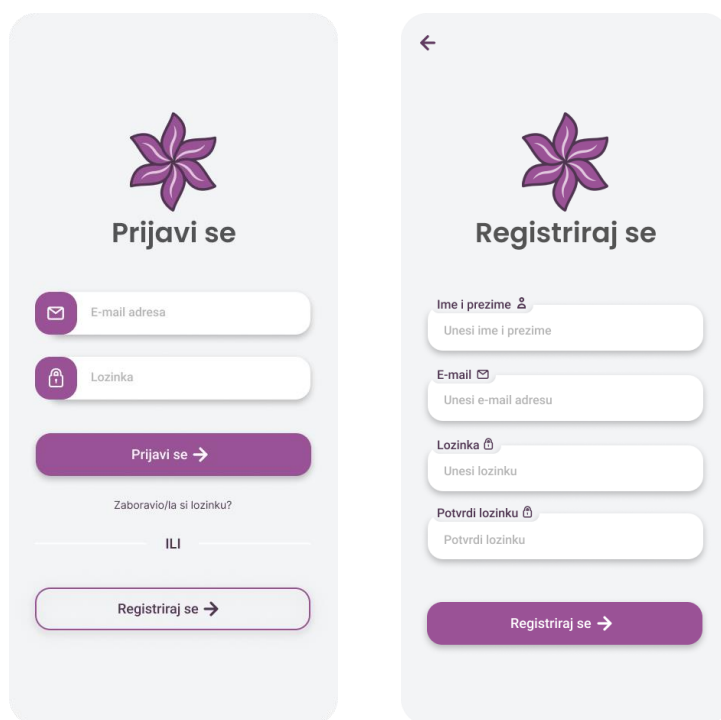 Prijavi se
E-mail adresa
Lozinka
Prijavi se
Zaboravio/la si lozinku?
ILI
Registriraj se
Registriraj se
Ime i prezime
Unesi ime i prezime
E-mail
Unesi e-mail adresu
Lozinka
Unesi lozinku
Potvrdi lozinku
Potvrdi lozinku
Registriraj se